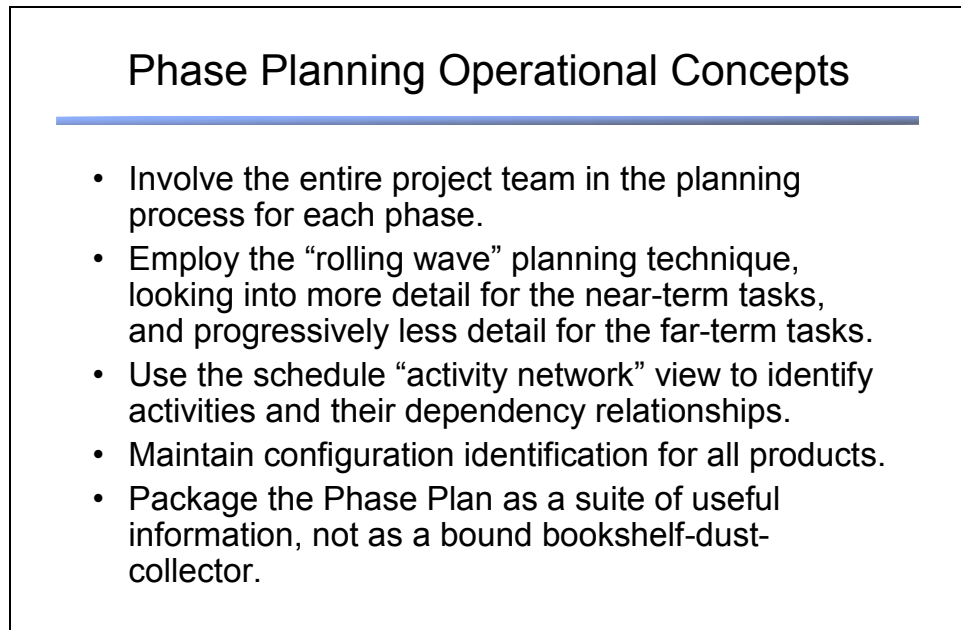 Phase Planning Operational Concepts
• Involve the entire project team in the planning
process for each phase.
• Employ the “rolling wave” planning technique,
looking into more detail for the near-term tasks,
and progressively less detail for the far-term tasks.
• Use the schedule “activity network” view to identify
activities and their dependency relationships.
• Maintain configuration identification for all products.
• Package the Phase Plan as a suite of useful
information, not as a bound bookshelf-dust-
collector.